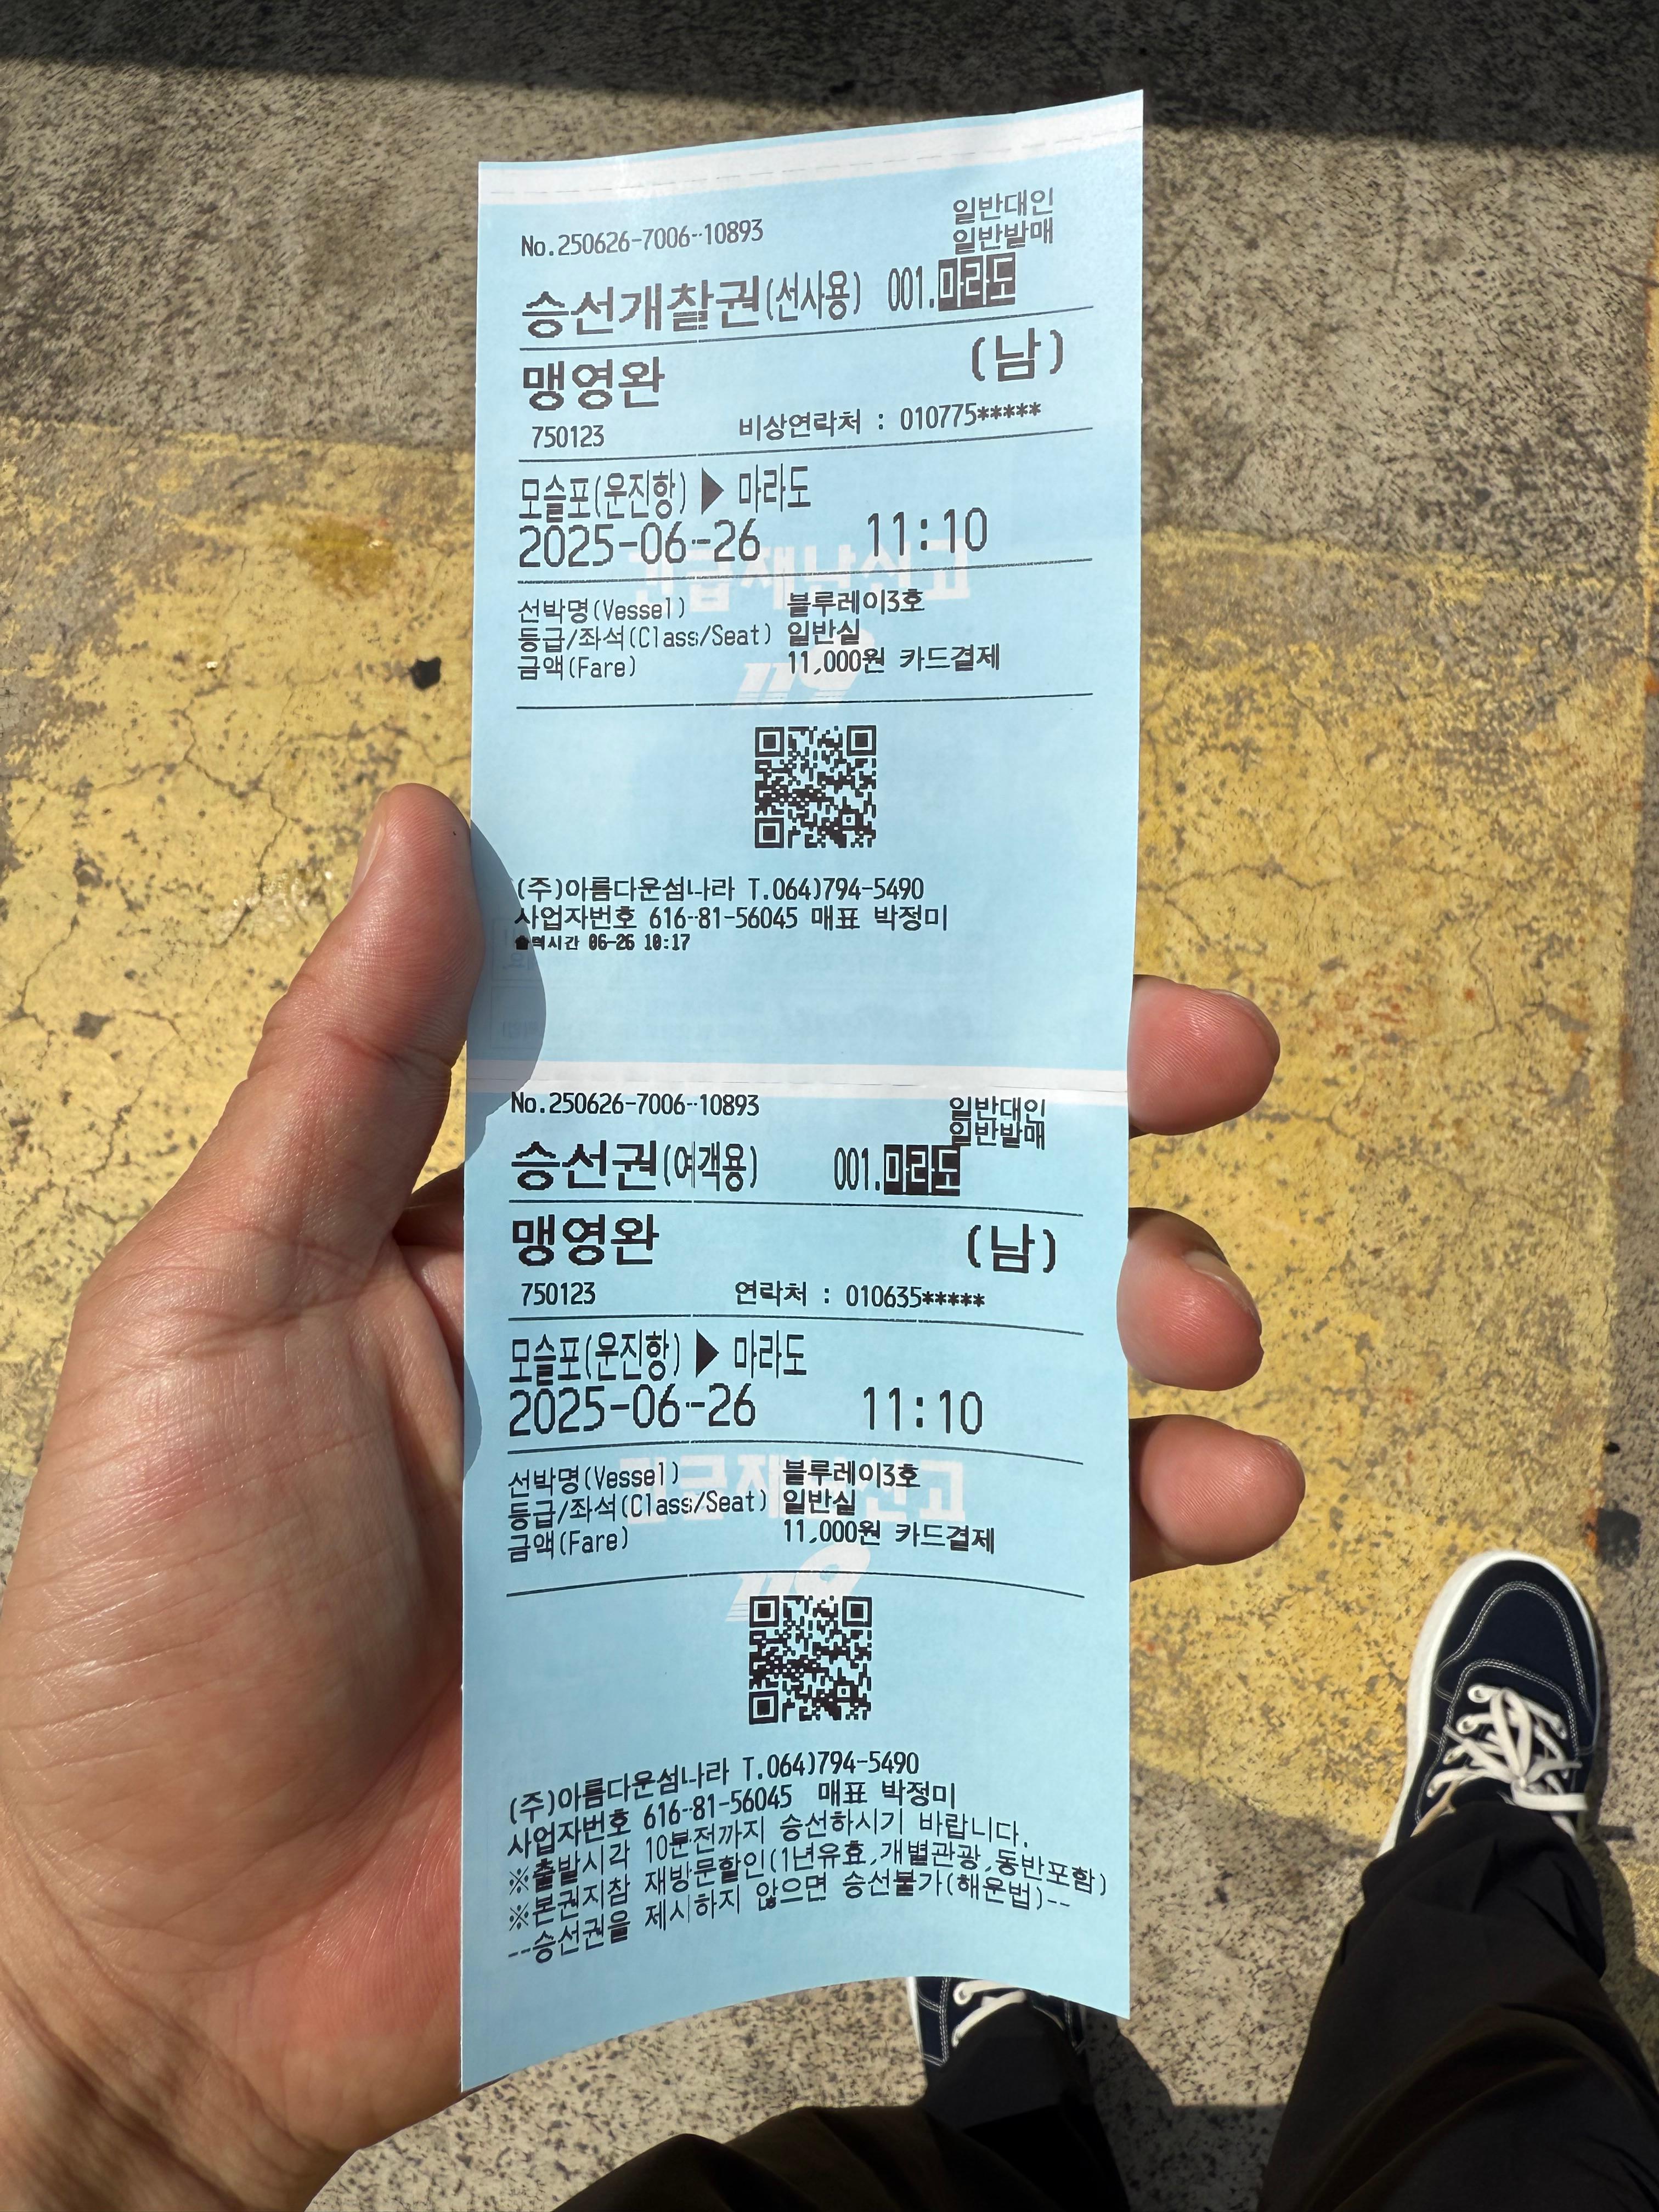 No.250626-7006-10893
일반대인
일반발매
승선개찰권(선사용) 001.마라도
맹영완 (남)
750123 비상연락처 : 010775*****
모슬포(운진항) ▶ 마라도
2025-06-26 11:10
긴급재난신고
119
선박명(Vessel) 블루레이3호
등급/좌석(Class/Seat) 일반실
금액(Fare) 11,000원 카드결제
(주)아름다운섬나라 T.064)794-5490
사업자번호 616-81-56045 매표 박정미
출력시간 06-26 10:17
No.250626-7006-10893
일반대인
일반발매
승선권(여객용) 001.마라도
맹영완 (남)
750123 연락처 : 010635*****
모슬포(운진항) ▶ 마라도
2025-06-26 11:10
긴급재난신고
119
선박명(Vessel) 블루레이3호
등급/좌석(Class/Seat) 일반실
금액(Fare) 11,000원 카드결제
(주)아름다운섬나라 T.064)794-5490
사업자번호 616-81-56045 매표 박정미
※출발시각 10분전까지 승선하시기 바랍니다.
※본권지참 재방문할인(1년유효,개별관광,동반포함)
--승선권을 제시하지 않으면 승선불가(해운법)--